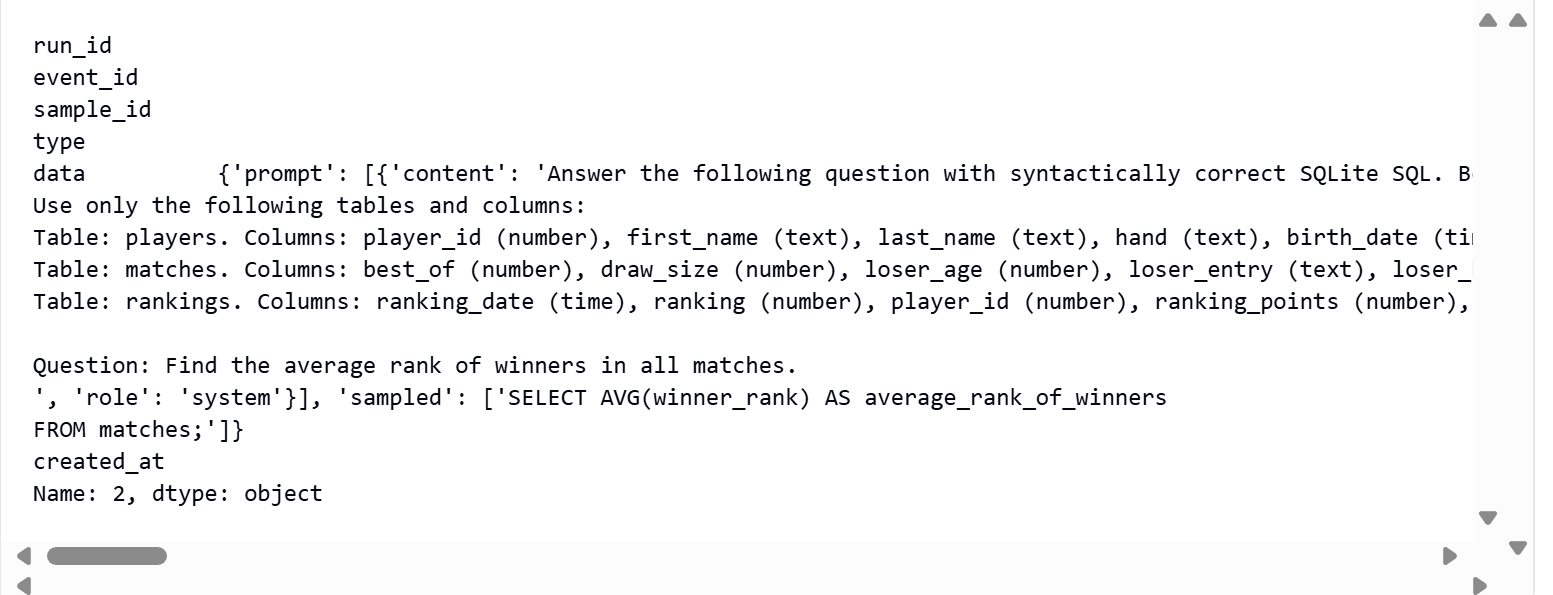 run_id
event_id
sample_id
type
data          {'prompt': [{'content': 'Answer the following question with syntactically correct SQLite SQL. B
Use only the following tables and columns:
Table: players. Columns: player_id (number), first_name (text), last_name (text), hand (text), birth_date (ti
Table: matches. Columns: best_of (number), draw_size (number), loser_age (number), loser_entry (text), loser_
Table: rankings. Columns: ranking_date (time), ranking (number), player_id (number), ranking_points (number),
Question: Find the average rank of winners in all matches.
', 'role': 'system'}], 'sampled': ['SELECT AVG(winner_rank) AS average_rank_of_winners
FROM matches;']}
created_at
Name: 2, dtype: object